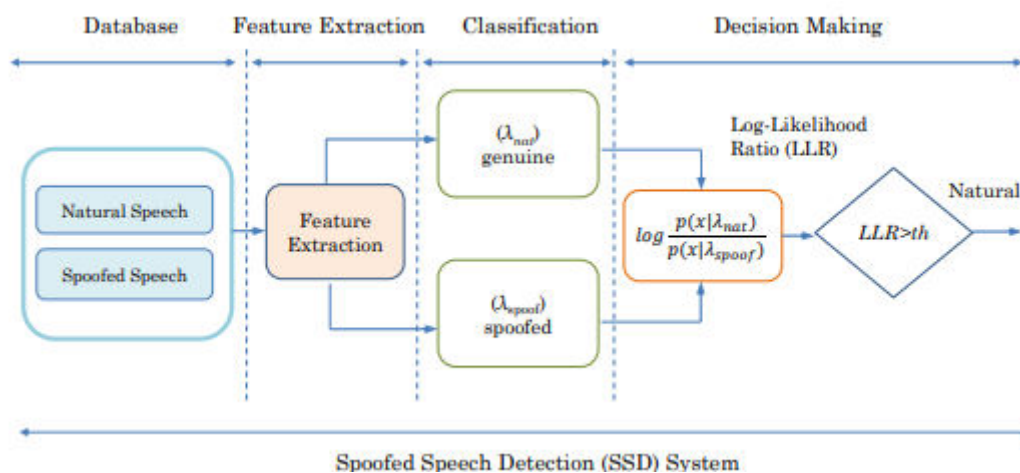 Database
Feature Extraction
Classification
Decision Making
Natural Speech
Spoofed Speech
Feature
Extraction
(λnat)
genuine
(λspoof)
spoofed
Log-Likelihood
Ratio (LLR)
log p(x|λnat)/p(x|λspoof)
LLR>th
Natural
Spoofed Speech Detection (SSD) System